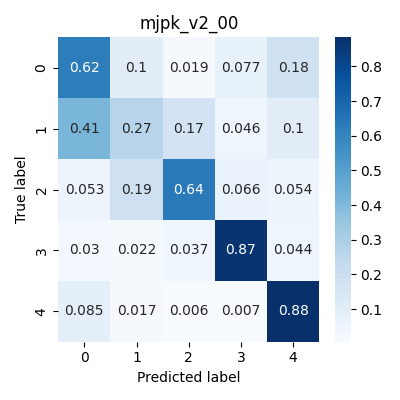 mjpk_v2_00
True label
0 0.62 0.1 0.019 0.077 0.18
1 0.41 0.27 0.17 0.046 0.1
2 0.053 0.19 0.64 0.066 0.054
3 0.03 0.022 0.037 0.87 0.044
4 0.085 0.017 0.006 0.007 0.88
0 1 2 3 4
Predicted label
0.8
0.7
0.6
0.5
0.4
0.3
0.2
0.1